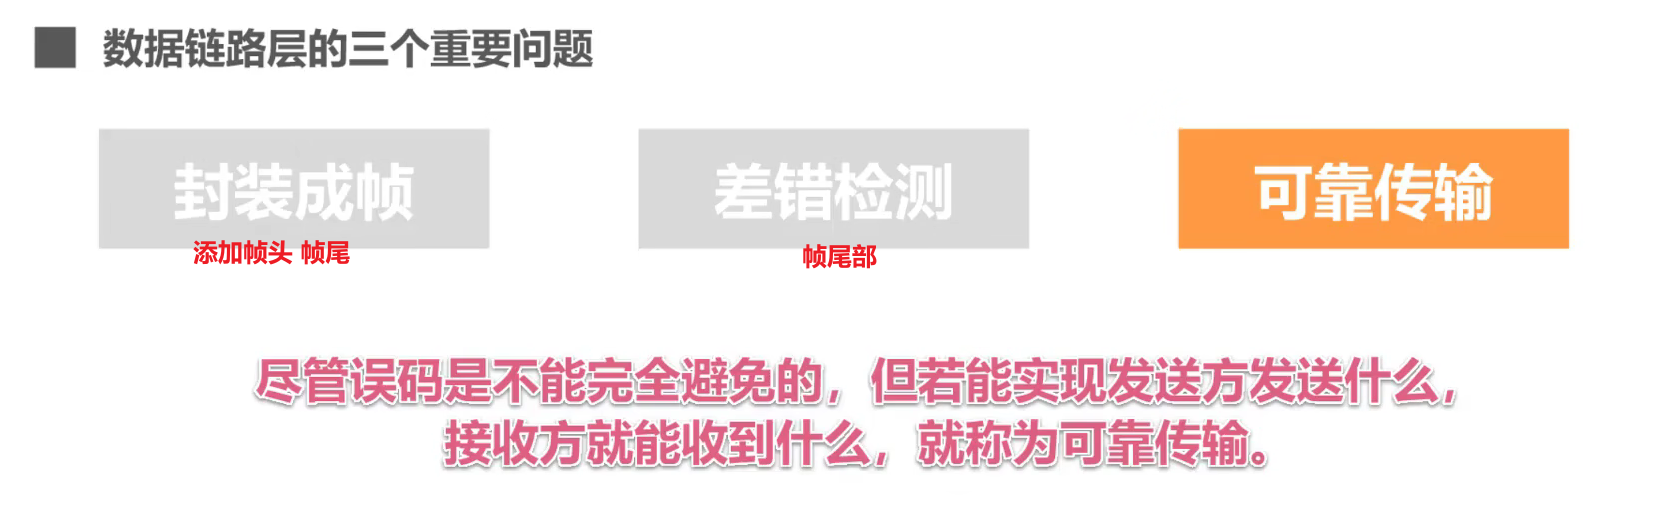 数据链路层的三个重要问题
封装成帧
差错检测
可靠传输
添加帧头 帧尾
帧尾部
尽管误码是不能完全避免的，但若能实现发送方发送什么，
接收方就能收到什么，就称为可靠传输。